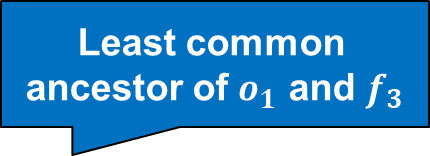 Least common
ancestor of 𝒐₁ and 𝒇₃